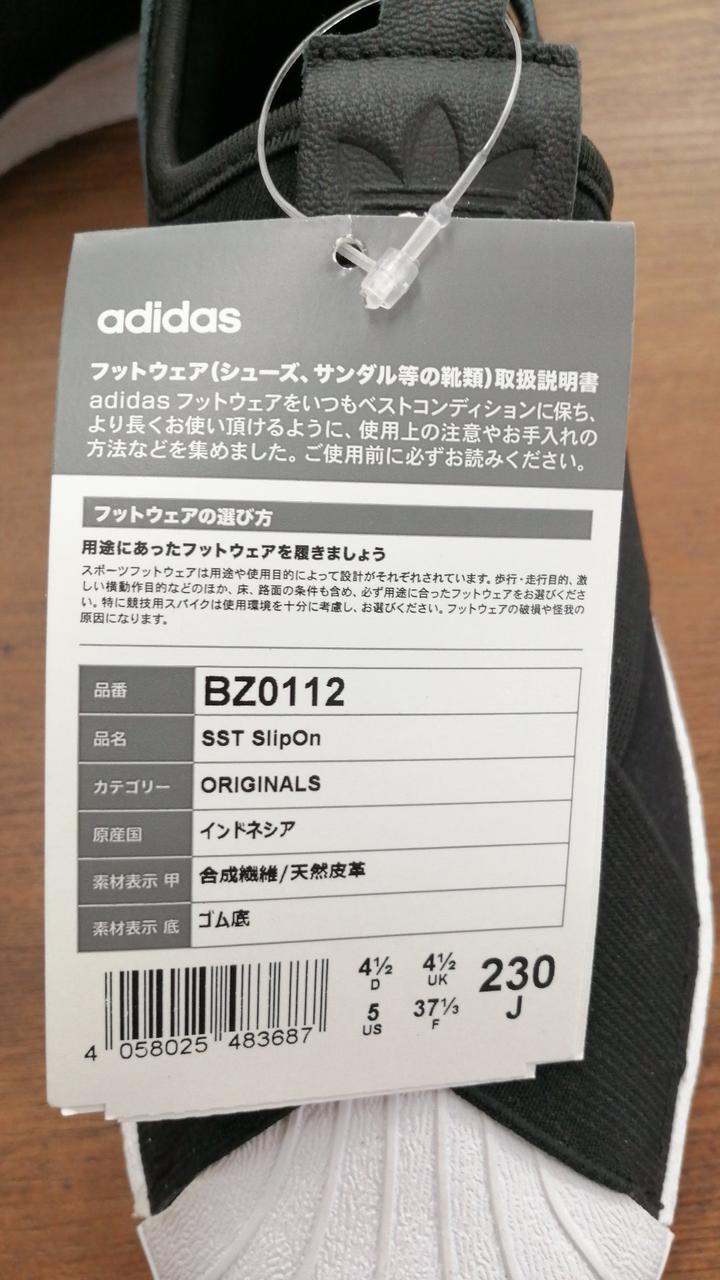 adidas
フットウェア(シューズ、サンダル等の靴類)取扱説明書
adidas フットウェアをいつもベストコンディションに保ち、
より長くお使い頂けるように、使用上の注意やお手入れの
方法などを集めました。ご使用前に必ずお読みください。
フットウェアの選び方
用途にあったフットウェアを履きましょう
スポーツフットウェアは用途や使用目的によって設計がそれぞれされています。歩行・走行目的、激
しい横動作目的などのほか、床、路面の条件も含め、必ず用途に合ったフットウェアをお選びくださ
い。特に競技用スパイクは使用環境を十分に考慮し、お選びください。フットウェアの破損や怪我の
原因になります。
品番 BZ0112
品名 SST SlipOn
カテゴリー ORIGINALS
原産国 インドネシア
素材表示 甲 合成繊維/天然皮革
素材表示 底 ゴム底
4½ D 4½ UK 230 J
5 US 37⅓ F
4 058025 483687